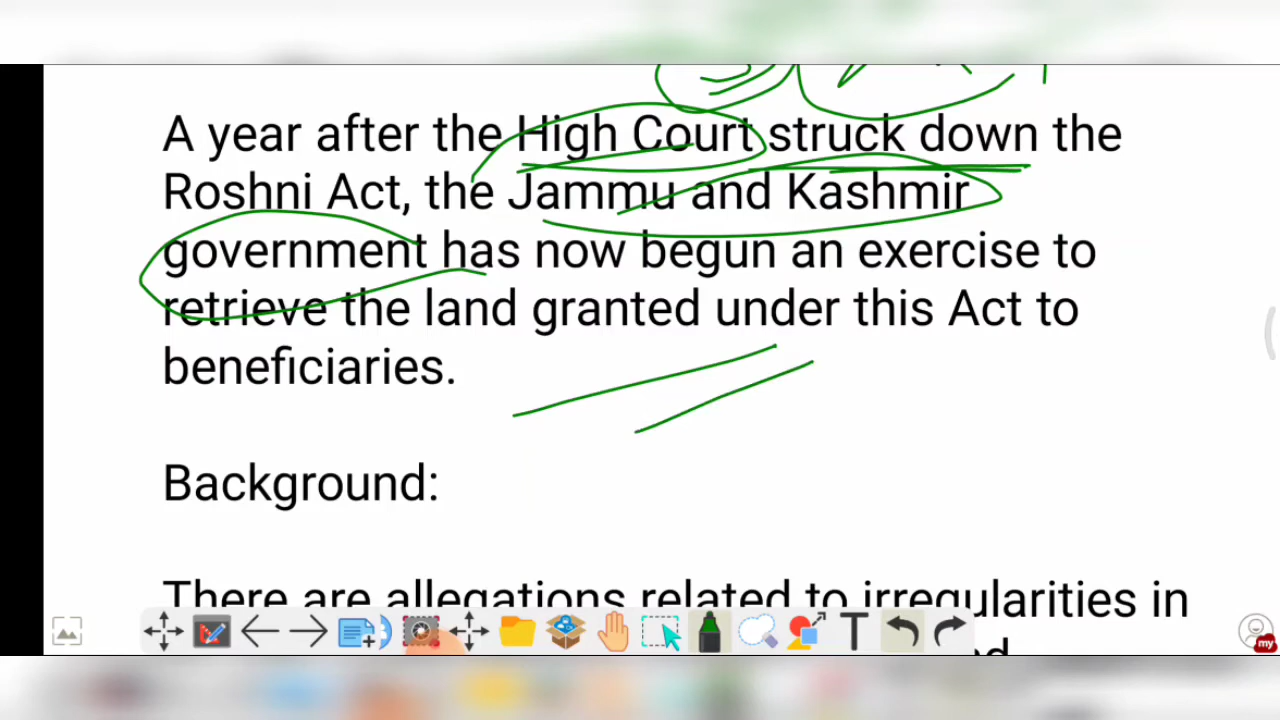 A year after the High Court struck down the
Roshni Act, the Jammu and Kashmir
government has now begun an exercise to
retrieve the land granted under this Act to
beneficiaries.
Background:
There are allegations related to irregularities in
T
my